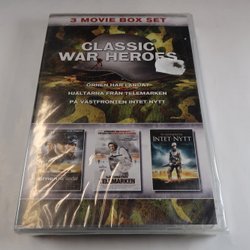 3 MOVIE BOX SET
CLASSIC
WAR HEROES
ÖRNEN HAR LANDAT
HJÄLTARNA FRÅN TELEMARKEN
PÅ VÄSTFRONTEN INTET NYTT
TELEMARKEN
INTET NYTT